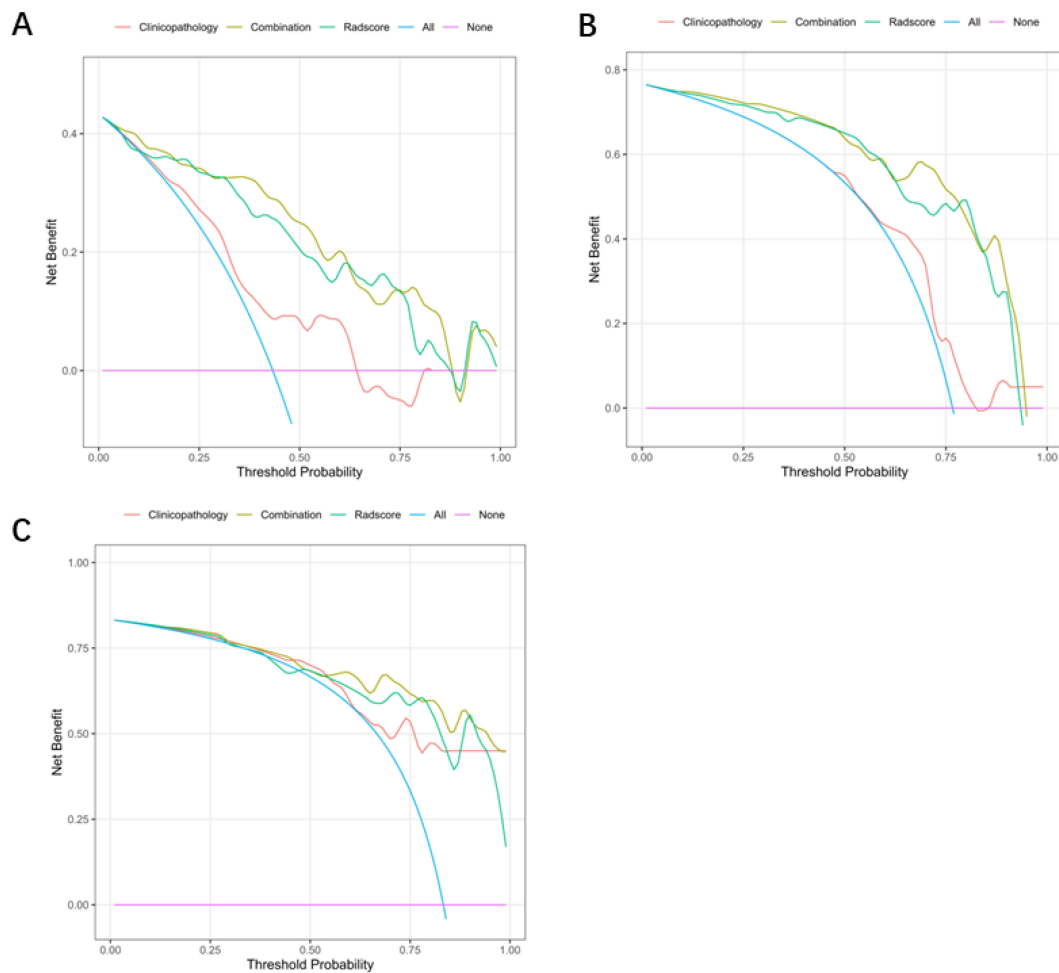 A
Clinicopathology Combination Radscore All None
0.4
0.2
0.0
Net Benefit
0.00 0.25 0.50 0.75 1.00
Threshold Probability
B
Clinicopathology Combination Radscore All None
0.8
0.6
0.4
0.2
0.0
Net Benefit
0.00 0.25 0.50 0.75 1.00
Threshold Probability
C
Clinicopathology Combination Radscore All None
1.00
0.75
0.50
0.25
0.00
Net Benefit
0.00 0.25 0.50 0.75 1.00
Threshold Probability